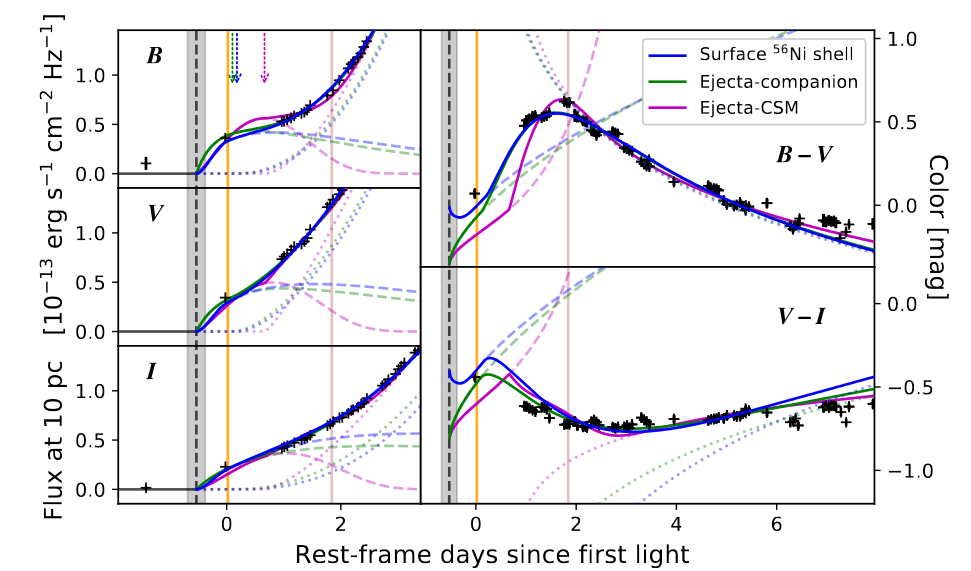 Flux at 10 pc [10⁻¹³ erg s⁻¹ cm⁻² Hz⁻¹]
B
1.0
0.5
0.0
V
1.0
0.5
0.0
I
1.0
0.5
0.0
0 2
Surface ⁵⁶Ni shell
Ejecta-companion
Ejecta-CSM
B − V
1.0
0.5
0.0
V − I
0.0
−0.5
−1.0
0 2 4 6
Color [mag]
Rest-frame days since first light